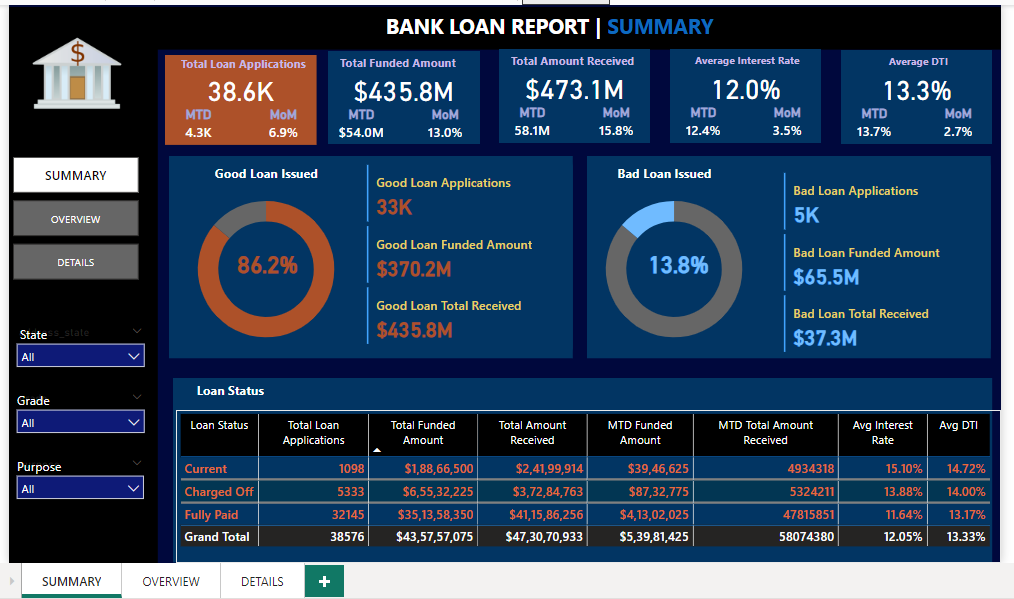 BANK LOAN REPORT | SUMMARY
$
Total Loan Applications
38.6K
MTD MoM
4.3K 6.9%
Total Funded Amount
$435.8M
MTD MoM
$54.0M 13.0%
Total Amount Received
$473.1M
MTD MoM
58.1M 15.8%
Average Interest Rate
12.0%
MTD MoM
12.4% 3.5%
Average DTI
13.3%
MTD MoM
13.7% 2.7%
SUMMARY
OVERVIEW
DETAILS
State
All
Grade
All
Purpose
All
Good Loan Issued
86.2%
Good Loan Applications
33K
Good Loan Funded Amount
$370.2M
Good Loan Total Received
$435.8M
Bad Loan Issued
13.8%
Bad Loan Applications
5K
Bad Loan Funded Amount
$65.5M
Bad Loan Total Received
$37.3M
Loan Status
Loan Status Total Loan Applications Total Funded Amount Total Amount Received MTD Funded Amount MTD Total Amount Received Avg Interest Rate Avg DTI
Current 1098 $1,88,66,500 $2,41,99,914 $39,46,625 4934318 15.10% 14.72%
Charged Off 5333 $6,55,32,225 $3,72,84,763 $87,32,775 5324211 13.88% 14.00%
Fully Paid 32145 $35,13,58,350 $41,15,86,256 $4,13,02,025 47815851 11.64% 13.17%
Grand Total 38576 $43,57,57,075 $47,30,70,933 $5,39,81,425 58074380 12.05% 13.33%
SUMMARY OVERVIEW DETAILS +